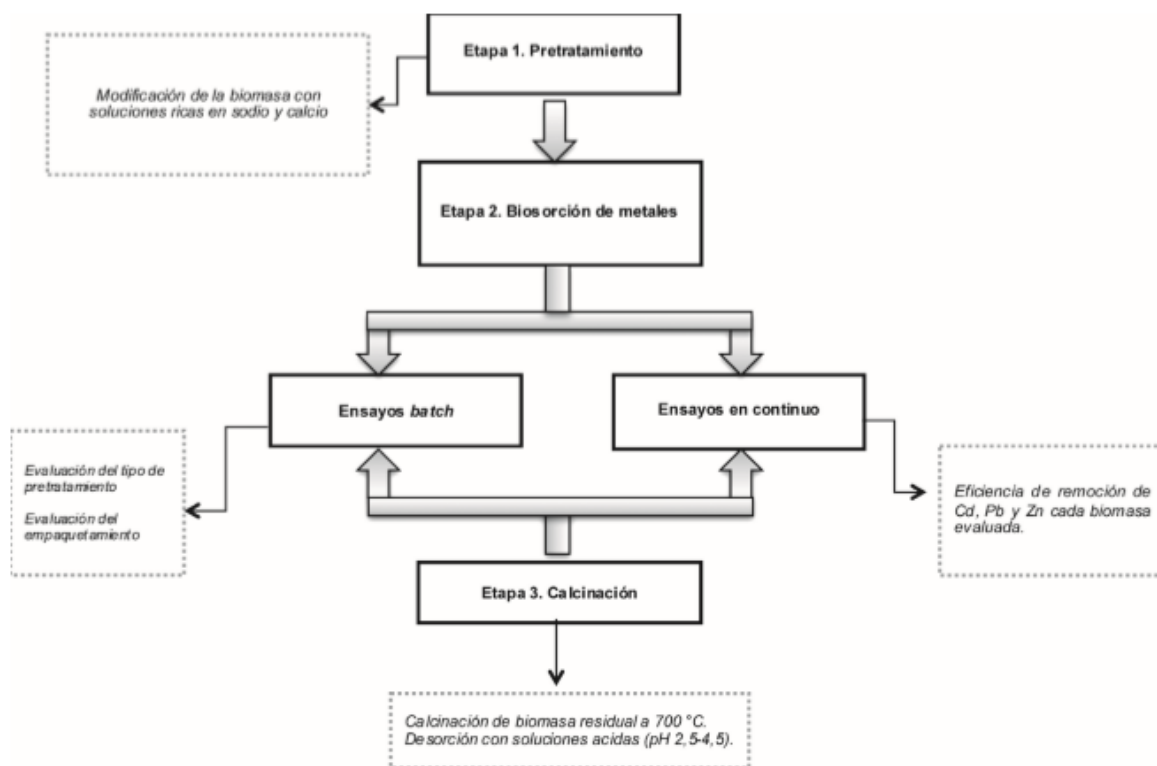 Etapa 1. Pretratamiento
Modificación de la biomasa con
soluciones ricas en sodio y calcio
Etapa 2. Biosorción de metales
Ensayos batch
Ensayos en continuo
Evaluación del tipo de
pretratamiento
Evaluación del
empaquetamiento
Eficiencia de remoción de
Cd, Pb y Zn cada biomasa
evaluada.
Etapa 3. Calcinación
Calcinación de biomasa residual a 700 °C.
Desorción con soluciones acidas (pH 2,5-4,5).